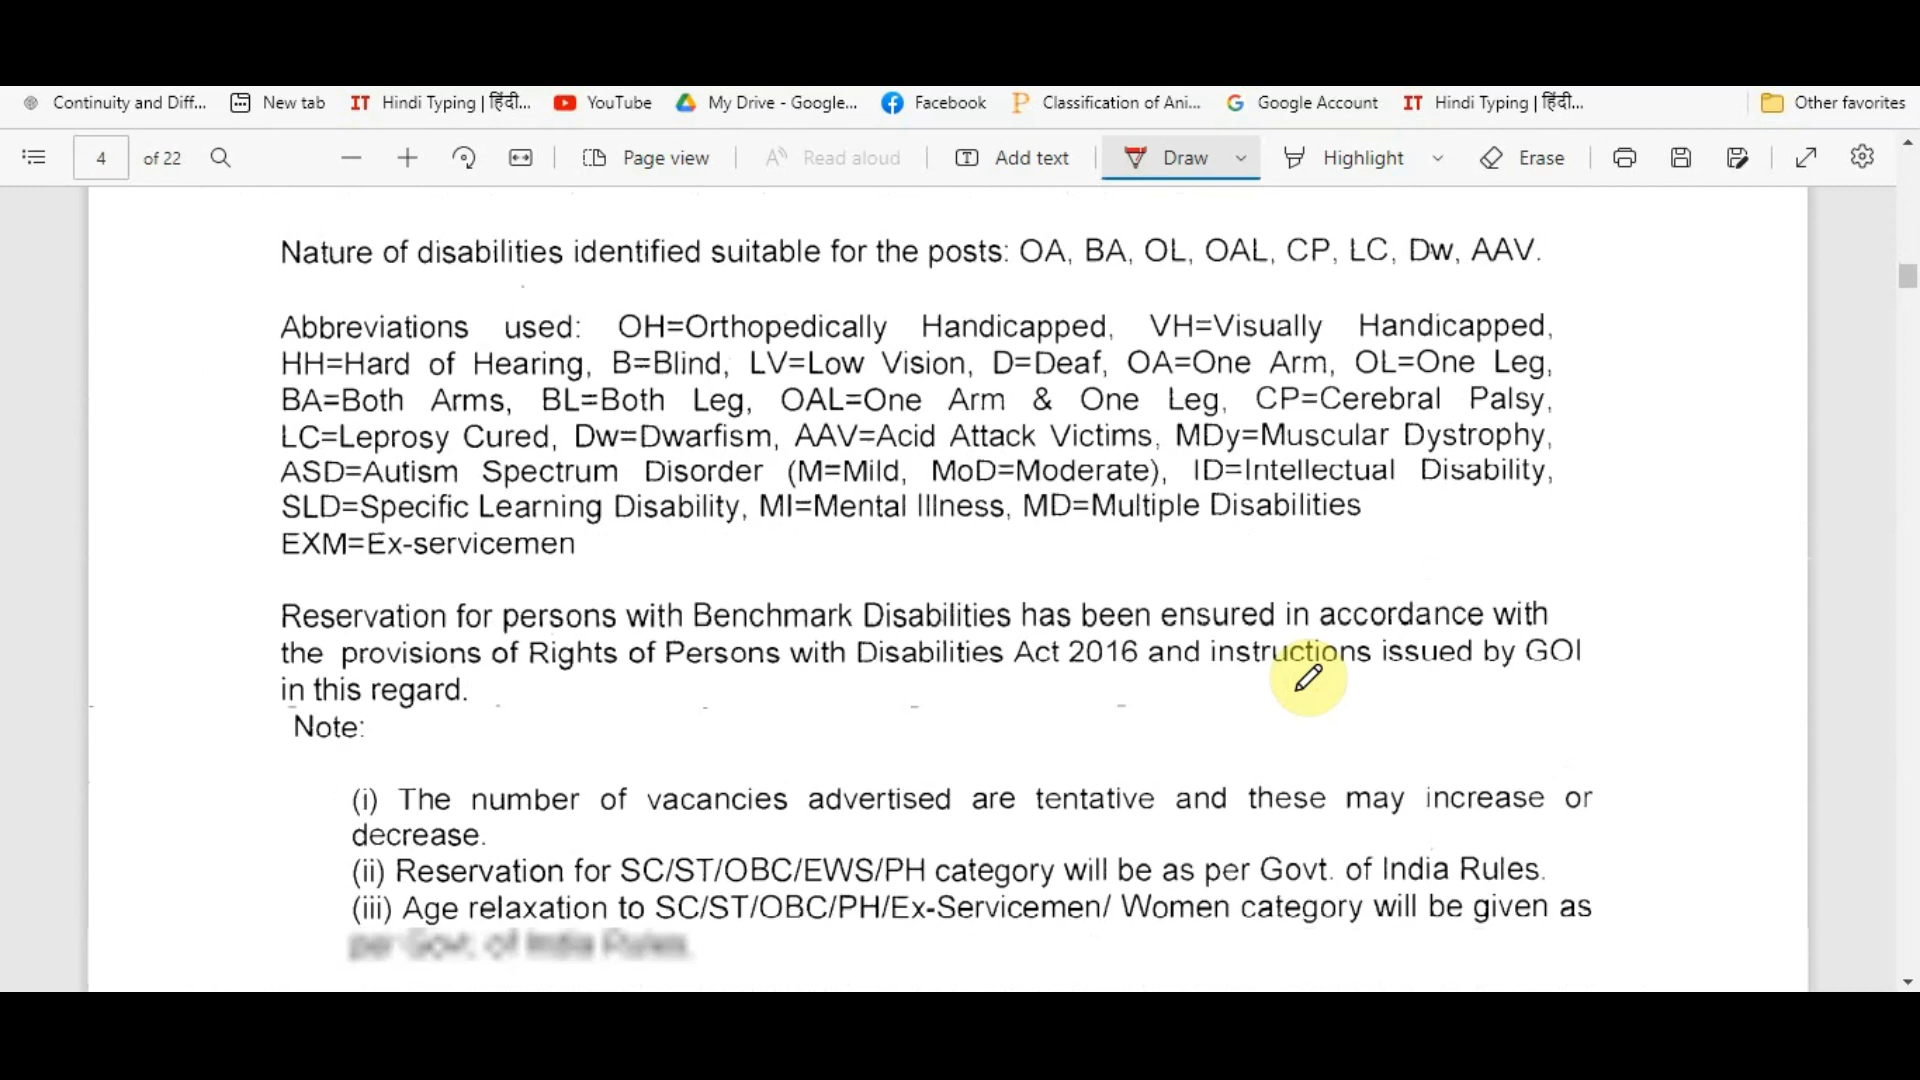 Continuity and Diff... New tab IT Hindi Typing | हिंदी... YouTube My Drive - Google... Facebook Classification of Ani... Google Account IT Hindi Typing | हिंदी... Other favorites
4 of 22 Page view Read aloud Add text Draw Highlight Erase
Nature of disabilities identified suitable for the posts: OA, BA, OL, OAL, CP, LC, Dw, AAV.
Abbreviations used: OH=Orthopedically Handicapped, VH=Visually Handicapped,
HH=Hard of Hearing, B=Blind, LV=Low Vision, D=Deaf, OA=One Arm, OL=One Leg,
BA=Both Arms, BL=Both Leg, OAL=One Arm & One Leg, CP=Cerebral Palsy,
LC=Leprosy Cured, Dw=Dwarfism, AAV=Acid Attack Victims, MDy=Muscular Dystrophy,
ASD=Autism Spectrum Disorder (M=Mild, MoD=Moderate), ID=Intellectual Disability,
SLD=Specific Learning Disability, MI=Mental Illness, MD=Multiple Disabilities
EXM=Ex-servicemen
Reservation for persons with Benchmark Disabilities has been ensured in accordance with
the provisions of Rights of Persons with Disabilities Act 2016 and instructions issued by GOI
in this regard.
Note:
(i) The number of vacancies advertised are tentative and these may increase or
decrease.
(ii) Reservation for SC/ST/OBC/EWS/PH category will be as per Govt. of India Rules.
(iii) Age relaxation to SC/ST/OBC/PH/Ex-Servicemen/ Women category will be given as